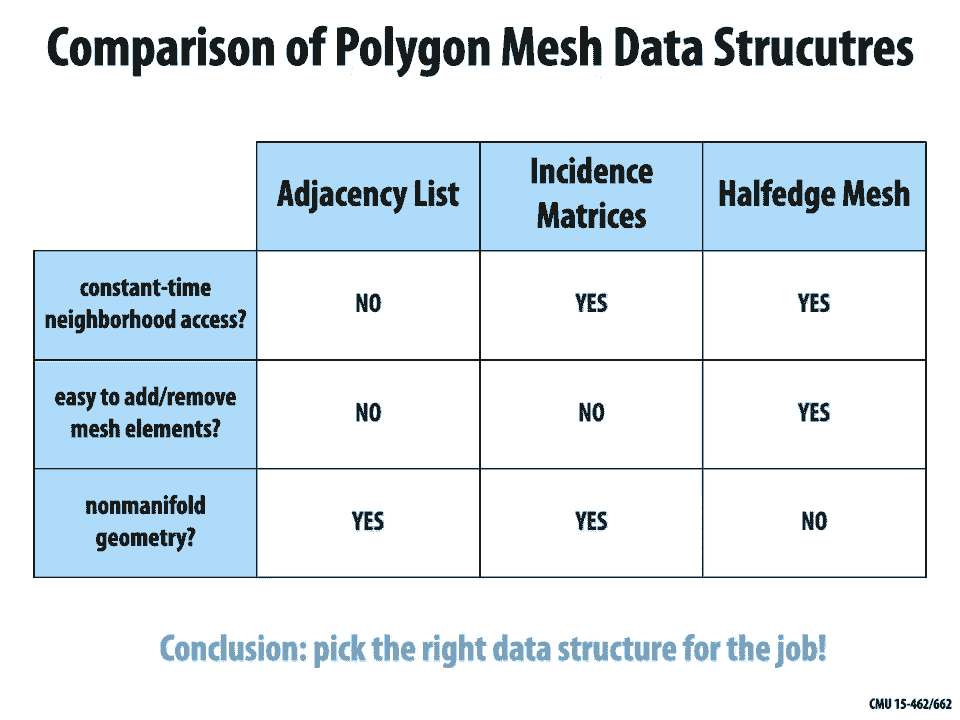 Comparison of Polygon Mesh Data Strucutres
Adjacency List
Incidence
Matrices
Halfedge Mesh
constant-time
neighborhood access?
NO
YES
YES
easy to add/remove
mesh elements?
NO
NO
YES
nonmanifold
geometry?
YES
YES
NO
Conclusion: pick the right data structure for the job!
CMU 15-462/662